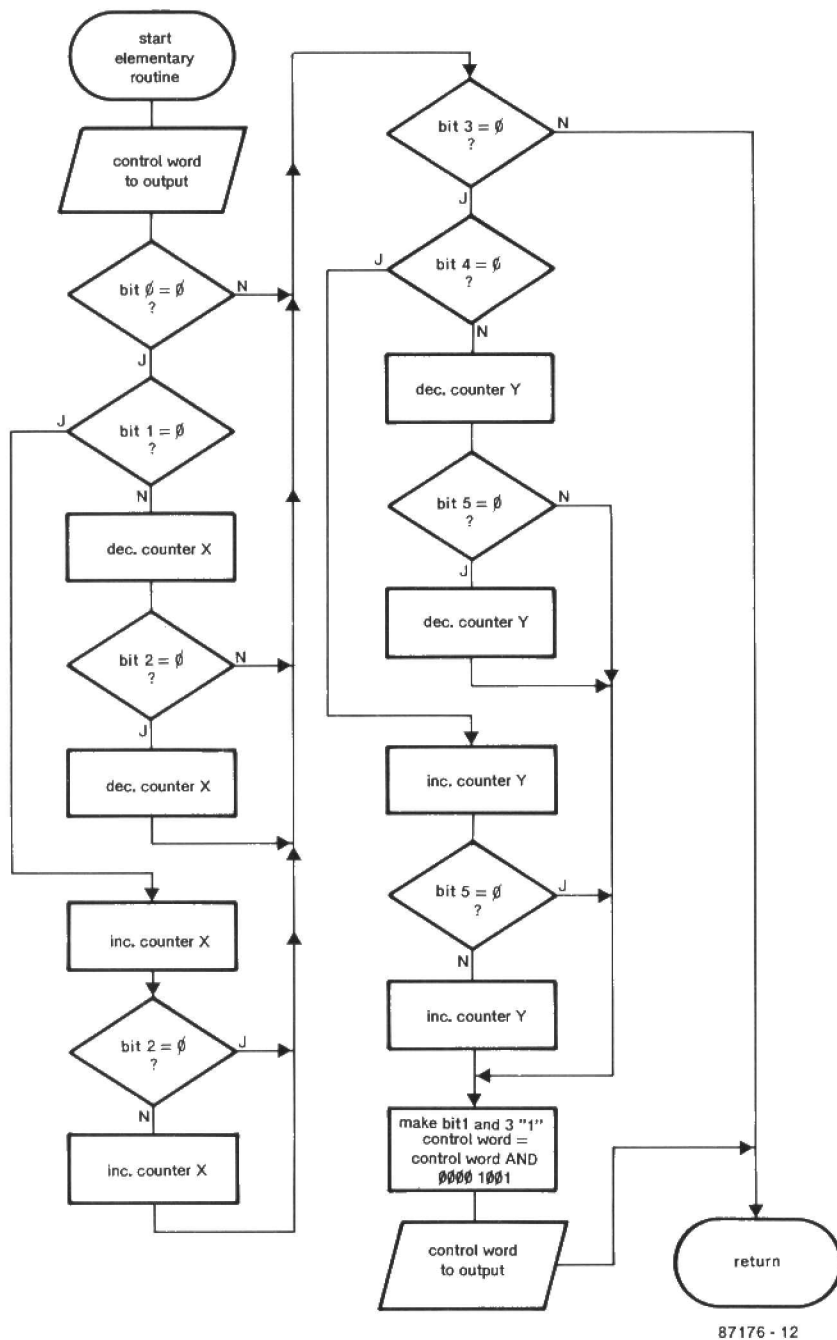 start
elementary
routine
control word
to output
bit Ø = Ø
?
N
J
bit 1 = Ø
?
J
N
dec. counter X
bit 2 = Ø
?
N
J
dec. counter X
inc. counter X
bit 2 = Ø
?
J
N
inc. counter X
bit 3 = Ø
?
N
J
bit 4 = Ø
?
J
N
dec. counter Y
bit 5 = Ø
?
N
J
dec. counter Y
inc. counter Y
bit 5 = Ø
?
J
N
inc. counter Y
make bit1 and 3 "1"
control word =
control word AND
ØØØØ 1ØØ1
control word
to output
return
87176 - 12